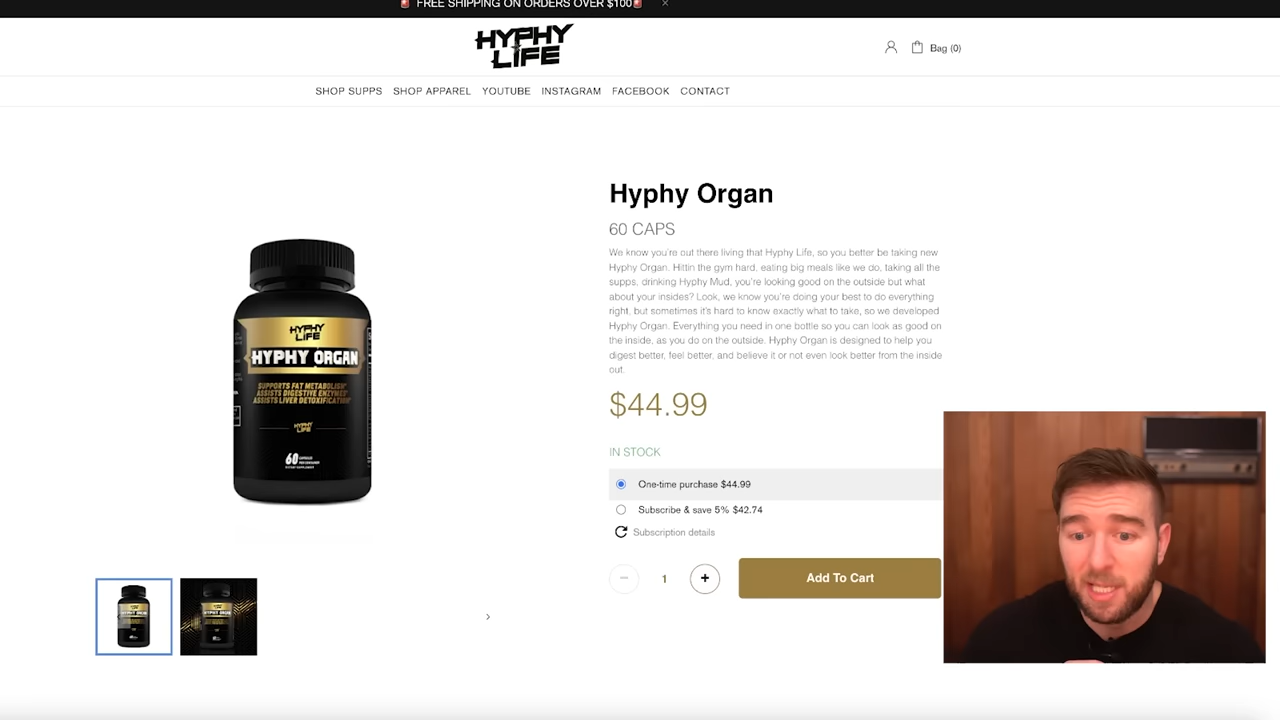 🚨 FREE SHIPPING ON ORDERS OVER $100🚨 ×
HYPHY
LIFE
Bag (0)
SHOP SUPPS SHOP APPAREL YOUTUBE INSTAGRAM FACEBOOK CONTACT
Hyphy Organ
60 CAPS
We know you're out there living that Hyphy Life, so you better be taking new
Hyphy Organ. Hittin the gym hard, eating big meals like we do, taking all the
supps, drinking Hyphy Mud, you're looking good on the outside but what
about your insides? Look, we know you're doing your best to do everything
right, but sometimes it's hard to know exactly what to take, so we developed
Hyphy Organ. Everything you need in one bottle so you can look as good on
the inside, as you do on the outside. Hyphy Organ is designed to help you
digest better, feel better, and believe it or not even look better from the inside
out.
$44.99
IN STOCK
One-time purchase $44.99
Subscribe & save 5% $42.74
Subscription details
− 1 +
Add To Cart
HYPHY
LIFE
HYPHY ORGAN
SUPPORTS FAT METABOLISM*
ASSISTS DIGESTIVE ENZYMES*
ASSISTS LIVER DETOXIFICATION*
HYPHY
LIFE
60 CAPSULES
DIETARY SUPPLEMENT